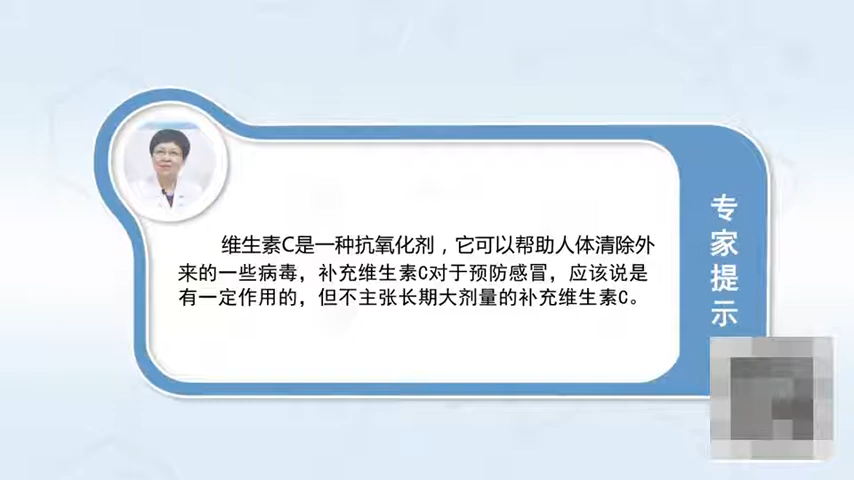 维生素C是一种抗氧化剂，它可以帮助人体清除外
来的一些病毒，补充维生素C对于预防感冒，应该说是
有一定作用的，但不主张长期大剂量的补充维生素C。
专家提示